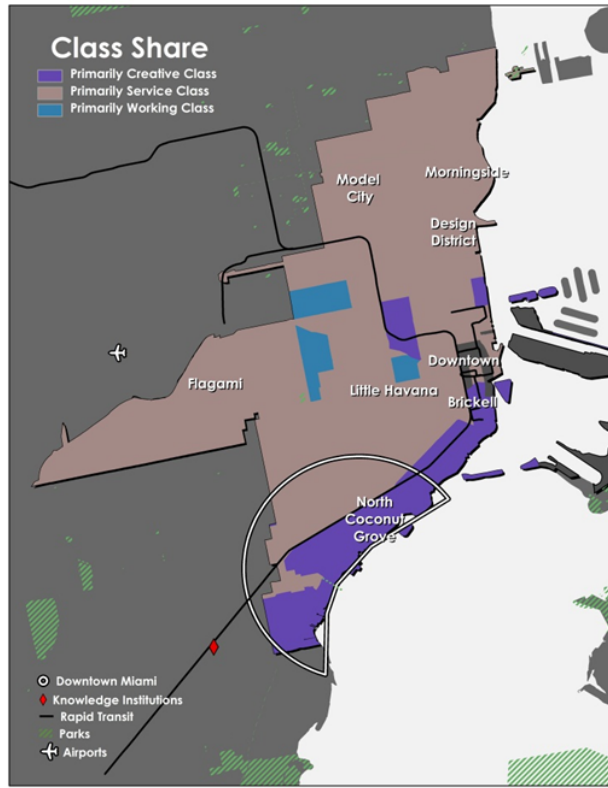 Class Share
Primarily Creative Class
Primarily Service Class
Primarily Working Class
Model
City
Morningside
Design
District
Downtown
Flagami
Little Havana
Brickell
North
Coconut
Grove
Downtown Miami
Knowledge Institutions
Rapid Transit
Parks
Airports